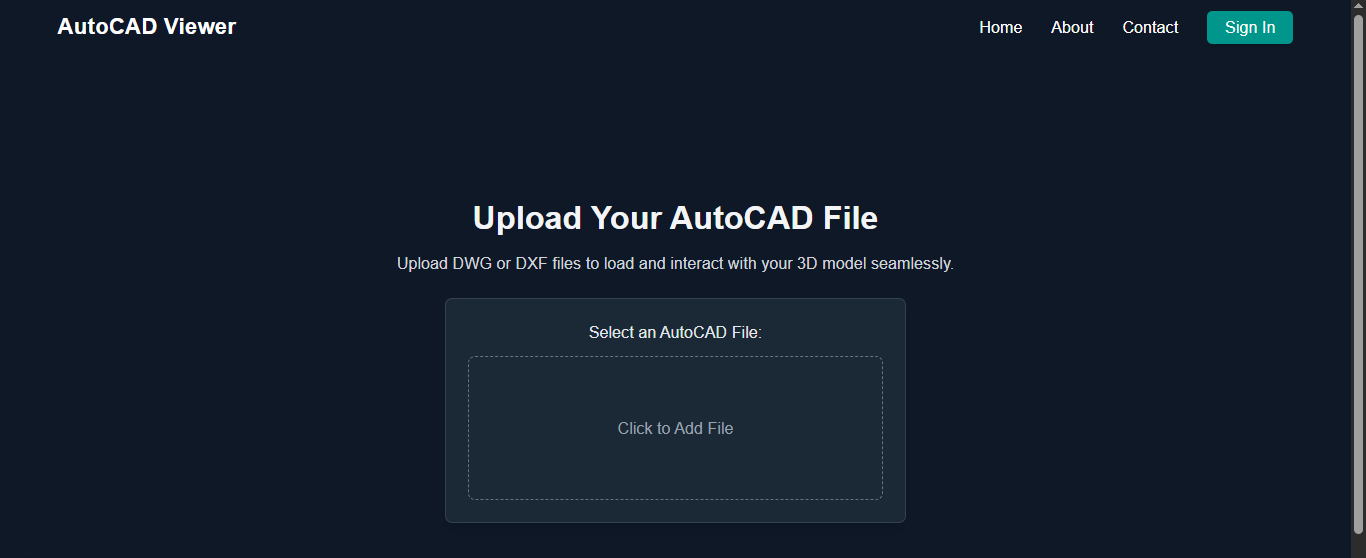 AutoCAD Viewer
Home
About
Contact
Sign In
Upload Your AutoCAD File
Upload DWG or DXF files to load and interact with your 3D model seamlessly.
Select an AutoCAD File:
Click to Add File